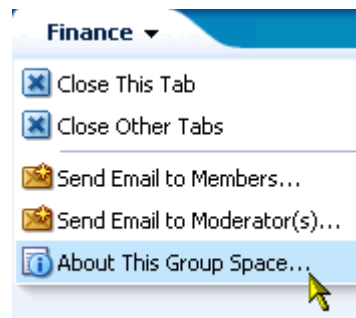 Finance
Close This Tab
Close Other Tabs
Send Email to Members...
Send Email to Moderator(s)...
About This Group Space...